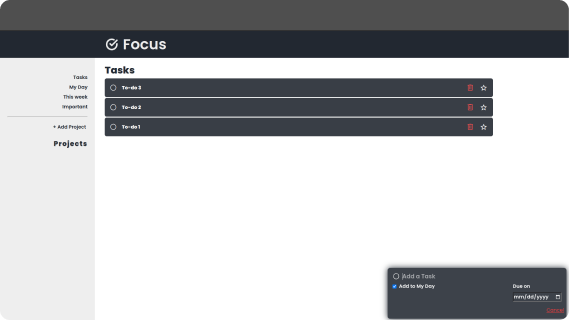 Focus
Tasks
My Day
This week
Important
+ Add Project
Projects
Tasks
To-do 3
To-do 2
To-do 1
Add a Task
Add to My Day
Due on
mm/dd/yyyy
Cancel